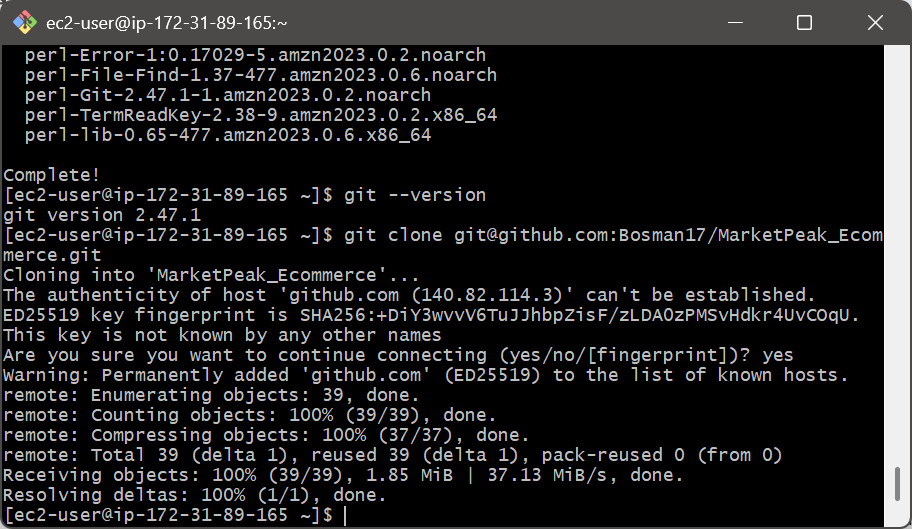 ec2-user@ip-172-31-89-165:~
perl-Error-1:0.17029-5.amzn2023.0.2.noarch
perl-File-Find-1.37-477.amzn2023.0.6.noarch
perl-Git-2.47.1-1.amzn2023.0.2.noarch
perl-TermReadKey-2.38-9.amzn2023.0.2.x86_64
perl-lib-0.65-477.amzn2023.0.6.x86_64
Complete!
[ec2-user@ip-172-31-89-165 ~]$ git --version
git version 2.47.1
[ec2-user@ip-172-31-89-165 ~]$ git clone git@github.com:Bosman17/MarketPeak_Ecom
merce.git
Cloning into 'MarketPeak_Ecommerce'...
The authenticity of host 'github.com (140.82.114.3)' can't be established.
ED25519 key fingerprint is SHA256:+DiY3wvvV6TuJJhbpZisF/zLDA0zPMSvHdkr4UvCOqU.
This key is not known by any other names
Are you sure you want to continue connecting (yes/no/[fingerprint])? yes
Warning: Permanently added 'github.com' (ED25519) to the list of known hosts.
remote: Enumerating objects: 39, done.
remote: Counting objects: 100% (39/39), done.
remote: Compressing objects: 100% (37/37), done.
remote: Total 39 (delta 1), reused 39 (delta 1), pack-reused 0 (from 0)
Receiving objects: 100% (39/39), 1.85 MiB | 37.13 MiB/s, done.
Resolving deltas: 100% (1/1), done.
[ec2-user@ip-172-31-89-165 ~]$